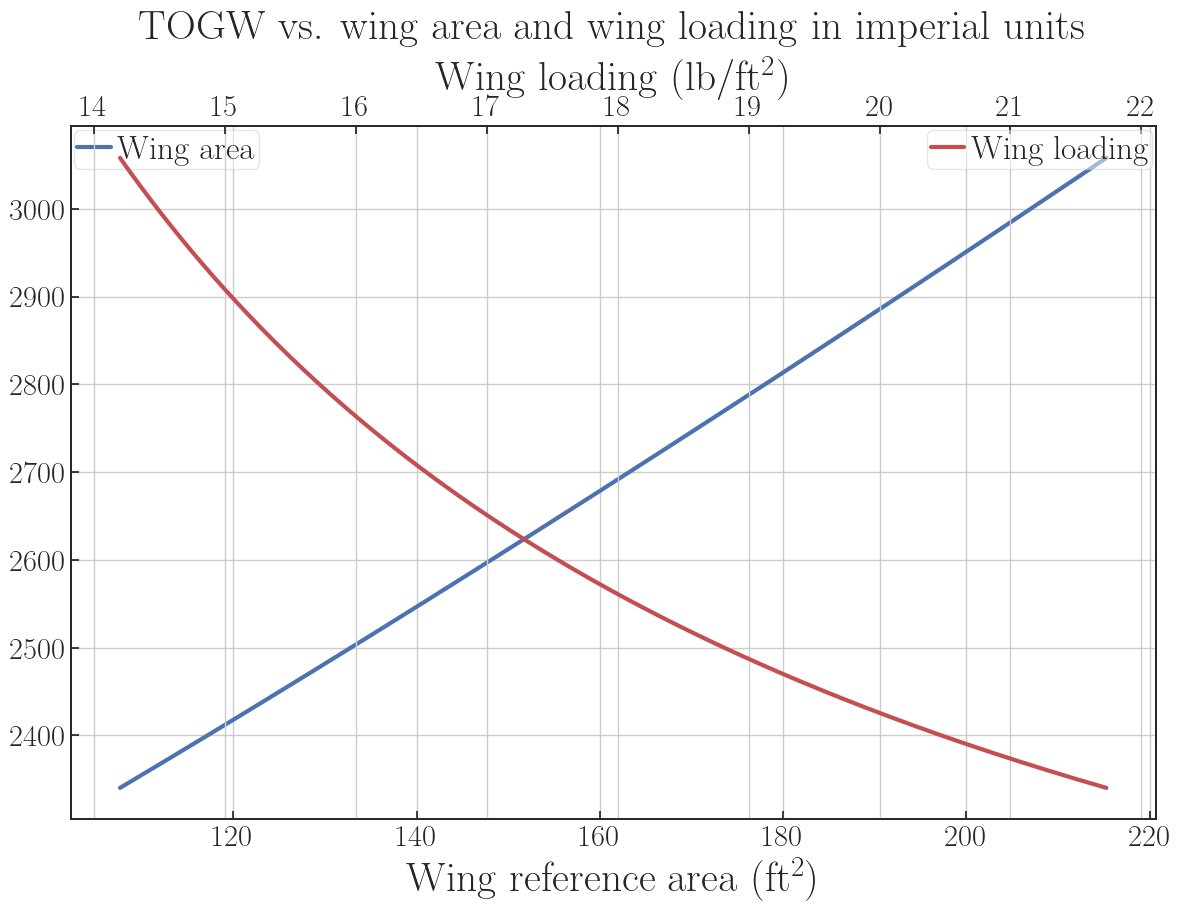 TOGW vs. wing area and wing loading in imperial units
Wing loading (lb/ft²)
14 15 16 17 18 19 20 21 22
Wing area Wing loading
3000
2900
2800
2700
2600
2500
2400
120 140 160 180 200 220
Wing reference area (ft²)